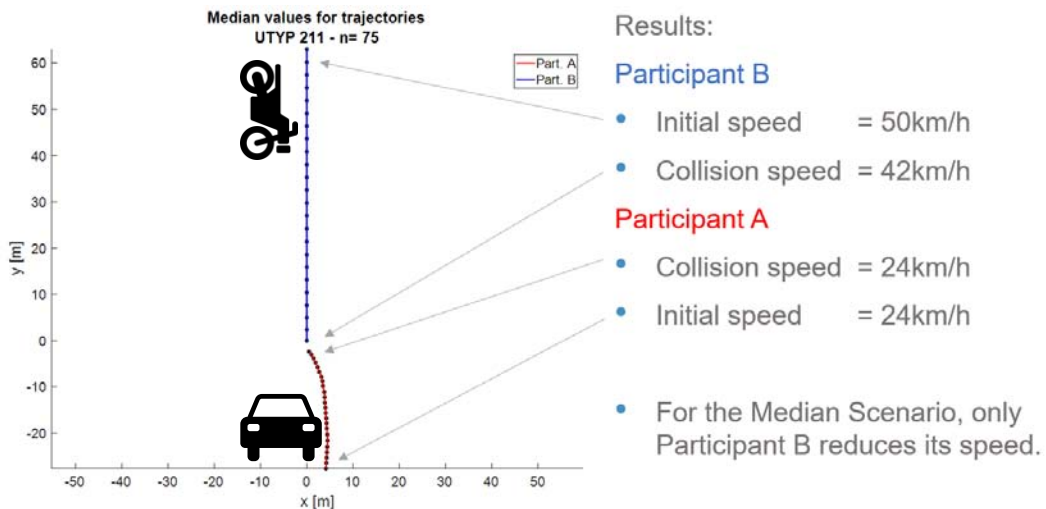 Median values for trajectories
UTYP 211 - n= 75
Part. A
Part. B
y [m]
60
50
40
30
20
10
0
-10
-20
-50 -40 -30 -20 -10 0 10 20 30 40 50
x [m]
Results:
Participant B
• Initial speed = 50km/h
• Collision speed = 42km/h
Participant A
• Collision speed = 24km/h
• Initial speed = 24km/h
• For the Median Scenario, only
Participant B reduces its speed.